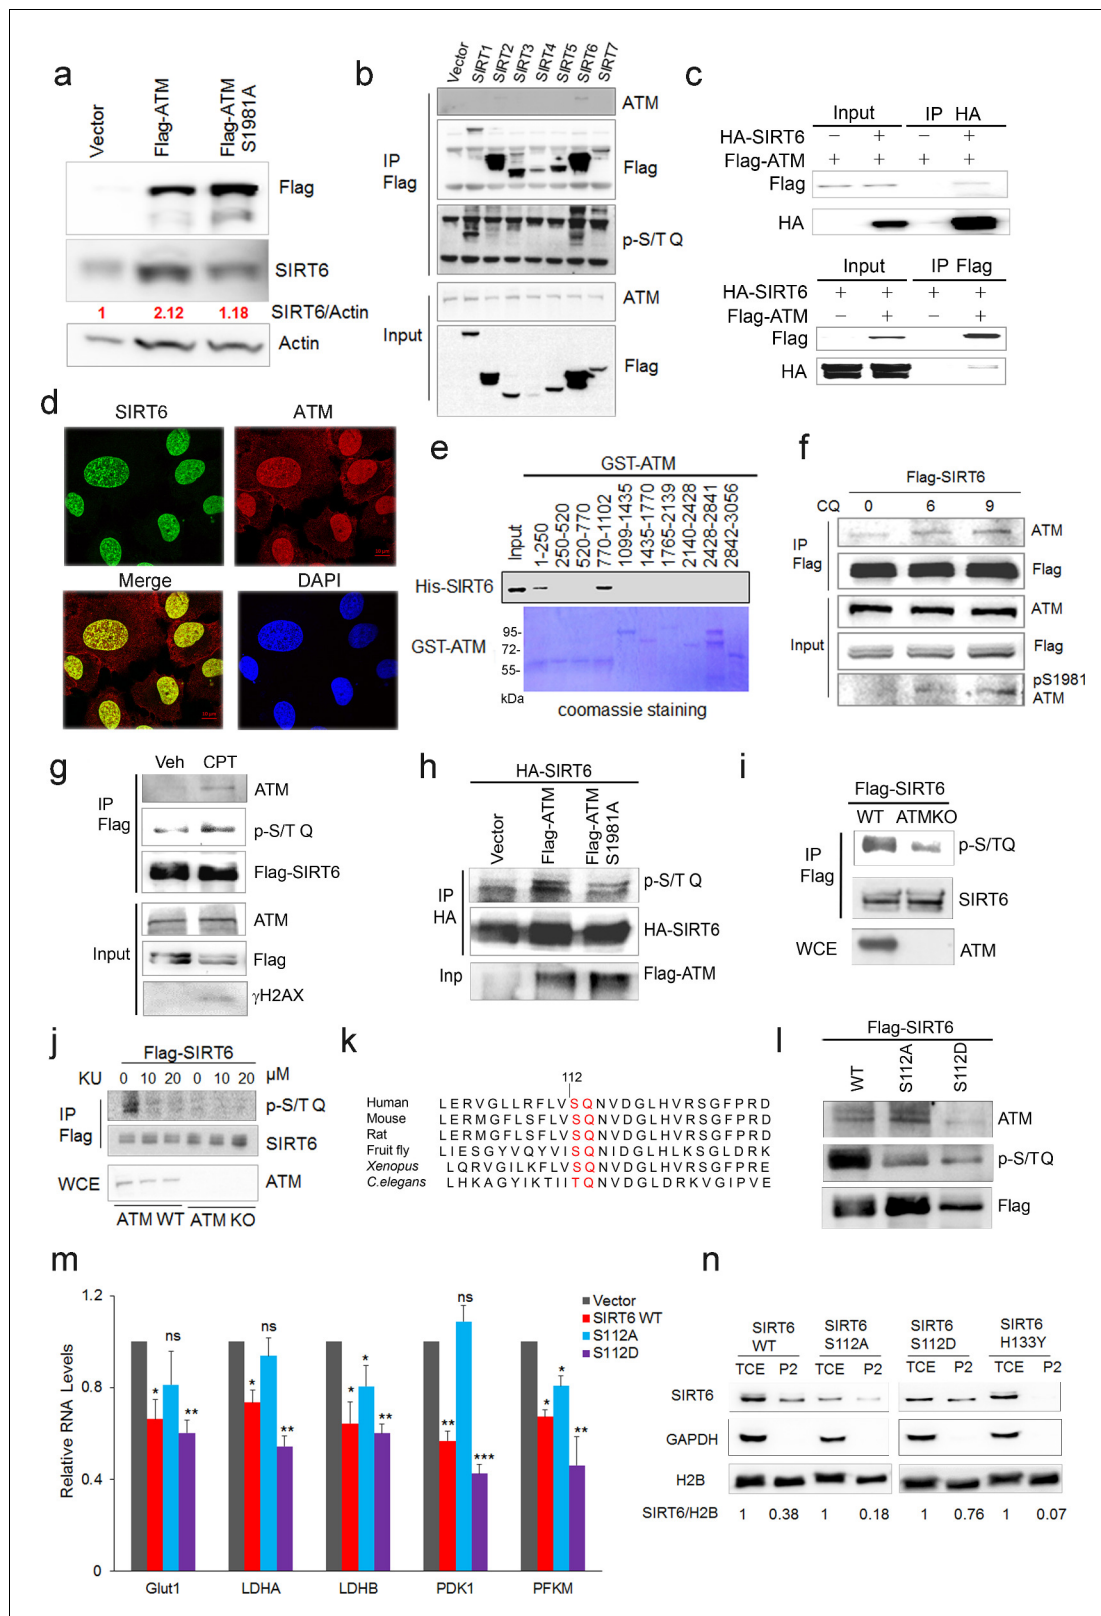 a
Vector
Flag-ATM
Flag-ATM
S1981A
Flag
SIRT6
1 2.12 1.18 SIRT6/Actin
Actin
b
Vector
SIRT1
SIRT2
SIRT3
SIRT4
SIRT5
SIRT6
SIRT7
IP
Flag
ATM
Flag
p-S/T Q
Input
ATM
Flag
c
Input IP HA
HA-SIRT6 – + – +
Flag-ATM + + + +
Flag
HA
Input IP Flag
HA-SIRT6 + + + +
Flag-ATM – + – +
Flag
HA
d
SIRT6 ATM
Merge DAPI
e
GST-ATM
Input
1-250
250-520
520-770
770-1102
1099-1435
1435-1770
1765-2139
2140-2428
2428-2841
2842-3056
His-SIRT6
GST-ATM
95-
72-
55-
kDa
coomassie staining
f
Flag-SIRT6
CQ 0 6 9
IP
Flag
ATM
Flag
Input
ATM
Flag
pS1981
ATM
g
Veh CPT
IP
Flag
ATM
p-S/T Q
Flag-SIRT6
Input
ATM
Flag
γH2AX
h
HA-SIRT6
Vector
Flag-ATM
Flag-ATM
S1981A
IP
HA
p-S/T Q
HA-SIRT6
Inp
Flag-ATM
i
Flag-SIRT6
WT ATMKO
IP
Flag
p-S/TQ
SIRT6
WCE
ATM
j
Flag-SIRT6
KU 0 10 20 0 10 20 µM
IP
Flag
p-S/T Q
SIRT6
WCE
ATM
ATM WT ATM KO
k
112
Human L E R V G L L R F L V S Q N V D G L H V R S G F P R D
Mouse L E R M G F L S F L V S Q N V D G L H V R S G F P R D
Rat L E R M G F L S F L V S Q N V D G L H V R S G F P R D
Fruit fly L I E S G Y V Q Y V I S Q N I D G L H L K S G L D R K
Xenopus L Q R V G I L K F L V S Q N V D G L H V R S G F P R E
C.elegans L H K A G Y I K T I I T Q N V D G L D R K V G I P V E
l
Flag-SIRT6
WT
S112A
S112D
ATM
p-S/TQ
Flag
m
Relative RNA Levels
1.2
0.8
0.4
0
Vector
SIRT6 WT
S112A
S112D
* ns **
* ns **
* * **
** ns ***
* * **
Glut1 LDHA LDHB PDK1 PFKM
n
SIRT6
WT
SIRT6
S112A
SIRT6
S112D
SIRT6
H133Y
TCE P2 TCE P2 TCE P2 TCE P2
SIRT6
GAPDH
H2B
SIRT6/H2B 1 0.38 1 0.18 1 0.76 1 0.07